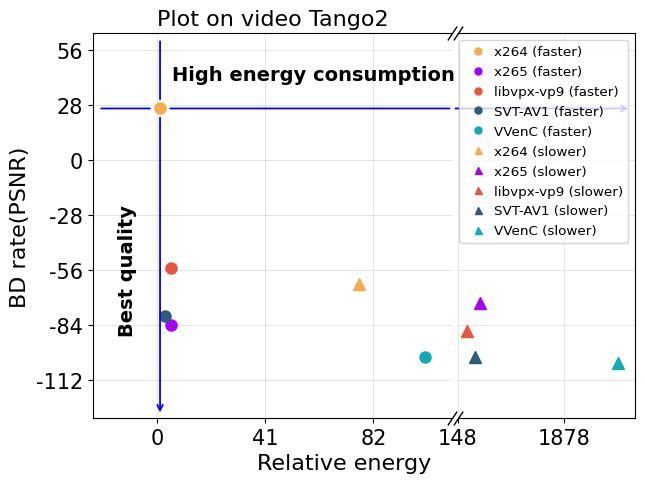 Plot on video Tango2
56
28
0
-28
-56
-84
-112
BD rate(PSNR)
High energy consumption
Best quality
x264 (faster)
x265 (faster)
libvpx-vp9 (faster)
SVT-AV1 (faster)
VVenC (faster)
x264 (slower)
x265 (slower)
libvpx-vp9 (slower)
SVT-AV1 (slower)
VVenC (slower)
0 41 82 148 1878
Relative energy